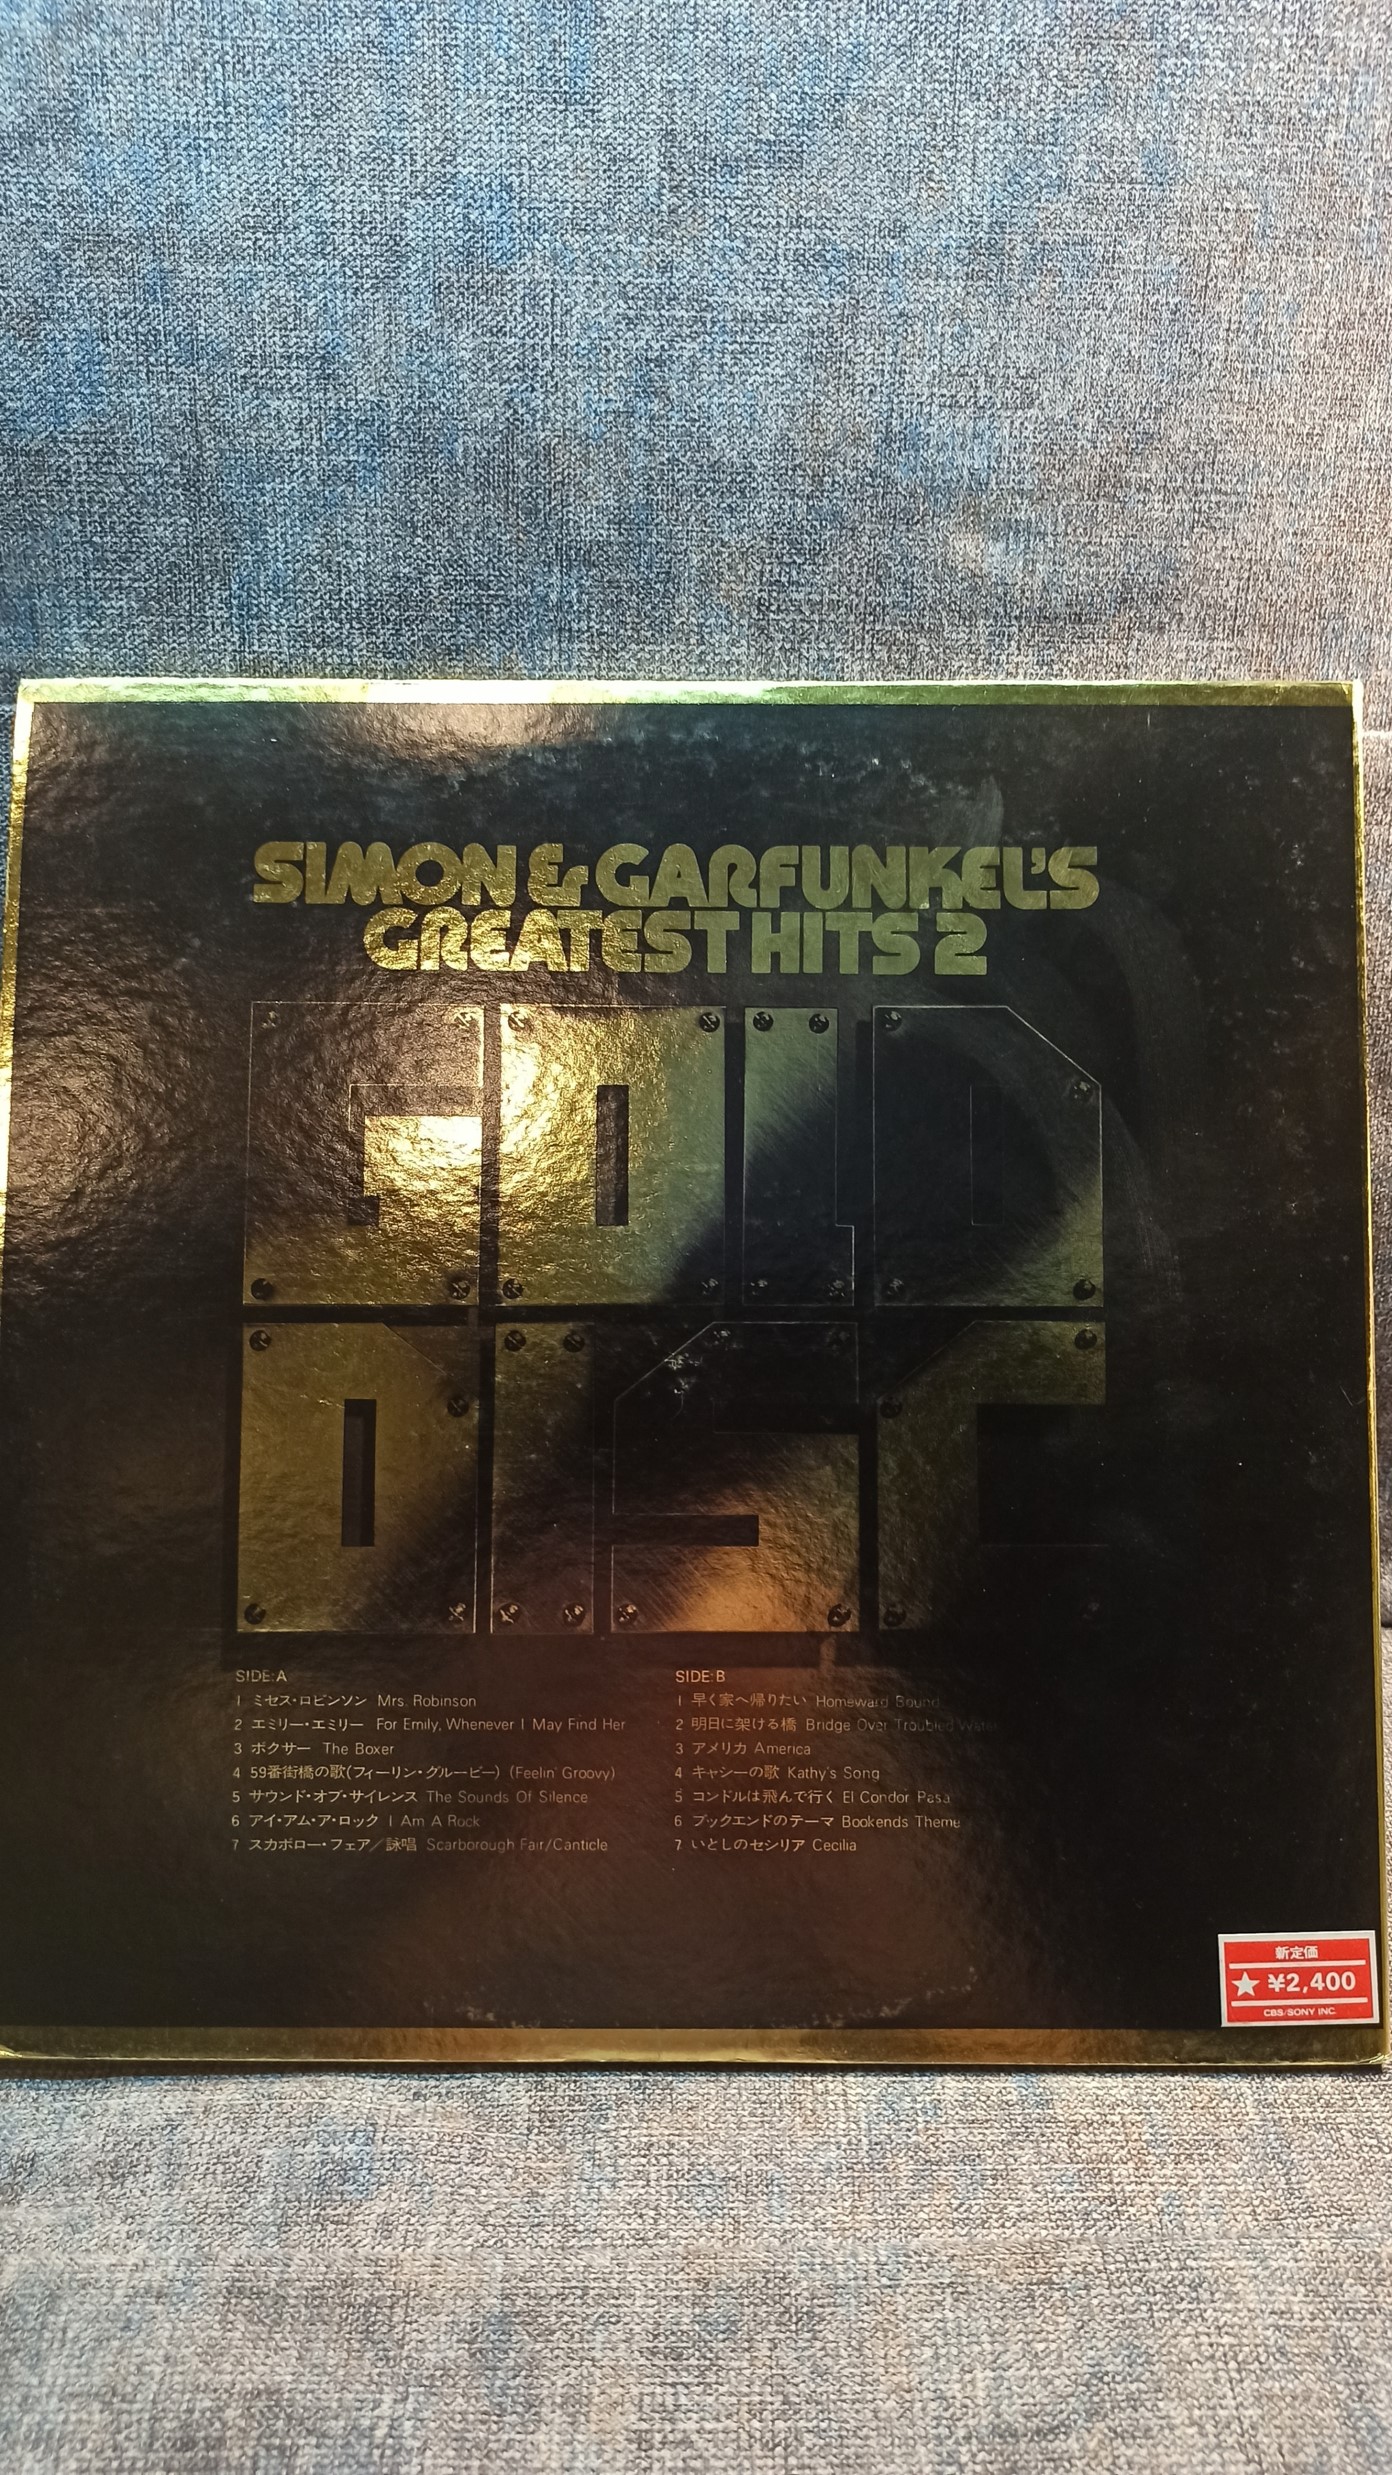 SIMON & GARFUNKEL'S
GREATEST HITS 2
GOLD
DISC
SIDE:A
1 ミセス・ロビンソン Mrs. Robinson
2 エミリー・エミリー For Emily, Whenever I May Find Her
3 ボクサー The Boxer
4 59番街橋の歌(フィーリン・グルービー) (Feelin' Groovy)
5 サウンド・オブ・サイレンス The Sounds Of Silence
6 アイ・アム・ア・ロック I Am A Rock
7 スカボロー・フェア／詠唱 Scarborough Fair/Canticle
SIDE:B
1 早く家へ帰りたい Homeward Bound
2 明日に架ける橋 Bridge Over Troubled Water
3 アメリカ America
4 キャシーの歌 Kathy's Song
5 コンドルは飛んで行く El Condor Pasa
6 ブックエンドのテーマ Bookends Theme
7 いとしのセシリア Cecilia
新定価
★ ¥2,400
CBS/SONY INC.